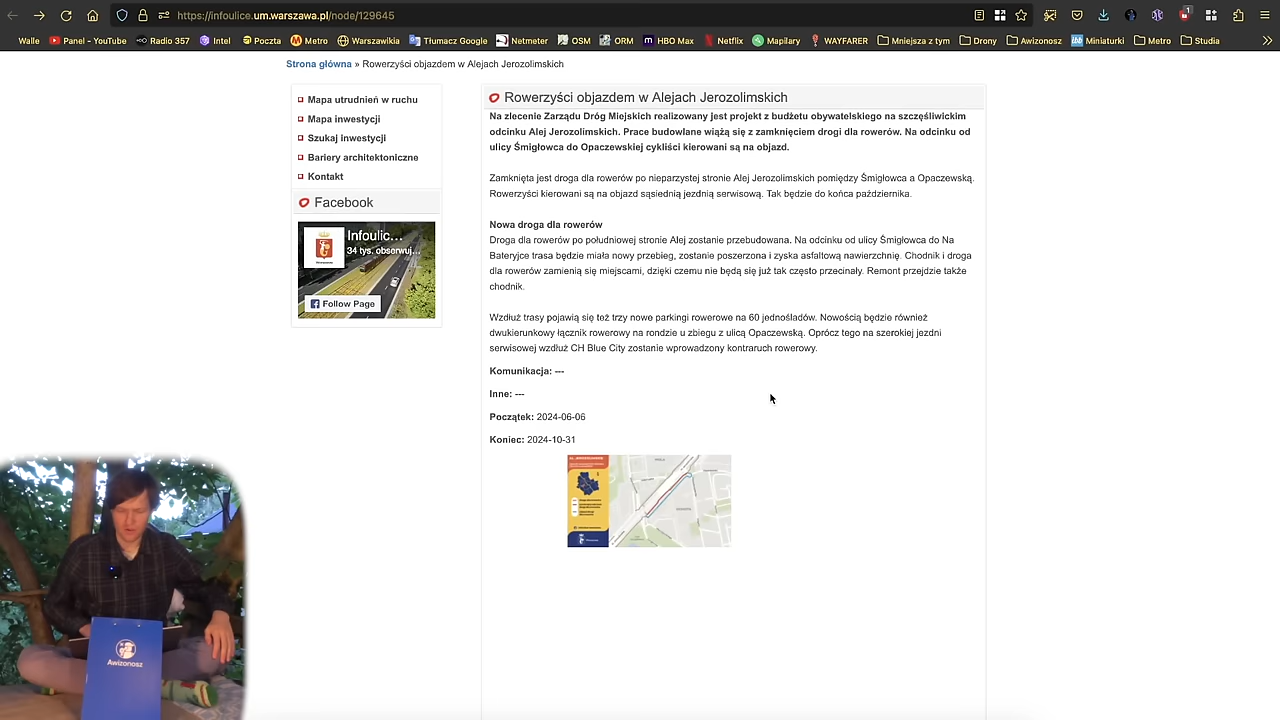 https://infoulice.um.warszawa.pl/node/129645
1
Walle
Panel - YouTube
Radio 357
Intel
Poczta
Metro
Warszawikia
Tłumacz Google
Netmeter
OSM
ORM
HBO Max
Netflix
Mapilary
WAYFARER
Mniejsza z tym
Drony
Awizonosz
ibb Miniaturki
Metro
Studia
Strona główna » Rowerzyści objazdem w Alejach Jerozolimskich
Mapa utrudnień w ruchu
Mapa inwestycji
Szukaj inwestycji
Bariery architektoniczne
Kontakt
Facebook
Infoulic...
34 tys. obserwuj...
Follow Page
Rowerzyści objazdem w Alejach Jerozolimskich
Na zlecenie Zarządu Dróg Miejskich realizowany jest projekt z budżetu obywatelskiego na szczęśliwickim
odcinku Alej Jerozolimskich. Prace budowlane wiążą się z zamknięciem drogi dla rowerów. Na odcinku od
ulicy Śmigłowca do Opaczewskiej cykliści kierowani są na objazd.
Zamknięta jest droga dla rowerów po nieparzystej stronie Alej Jerozolimskich pomiędzy Śmigłowca a Opaczewską.
Rowerzyści kierowani są na objazd sąsiednią jezdnią serwisową. Tak będzie do końca października.
Nowa droga dla rowerów
Droga dla rowerów po południowej stronie Alej zostanie przebudowana. Na odcinku od ulicy Śmigłowca do Na
Bateryjce trasa będzie miała nowy przebieg, zostanie poszerzona i zyska asfaltową nawierzchnię. Chodnik i droga
dla rowerów zamienią się miejscami, dzięki czemu nie będą się już tak często przecinały. Remont przejdzie także
chodnik.
Wzdłuż trasy pojawią się też trzy nowe parkingi rowerowe na 60 jednośladów. Nowością będzie również
dwukierunkowy łącznik rowerowy na rondzie u zbiegu z ulicą Opaczewską. Oprócz tego na szerokiej jezdni
serwisowej wzdłuż CH Blue City zostanie wprowadzony kontraruch rowerowy.
Komunikacja: ---
Inne: ---
Początek: 2024-06-06
Koniec: 2024-10-31
Awizonosz